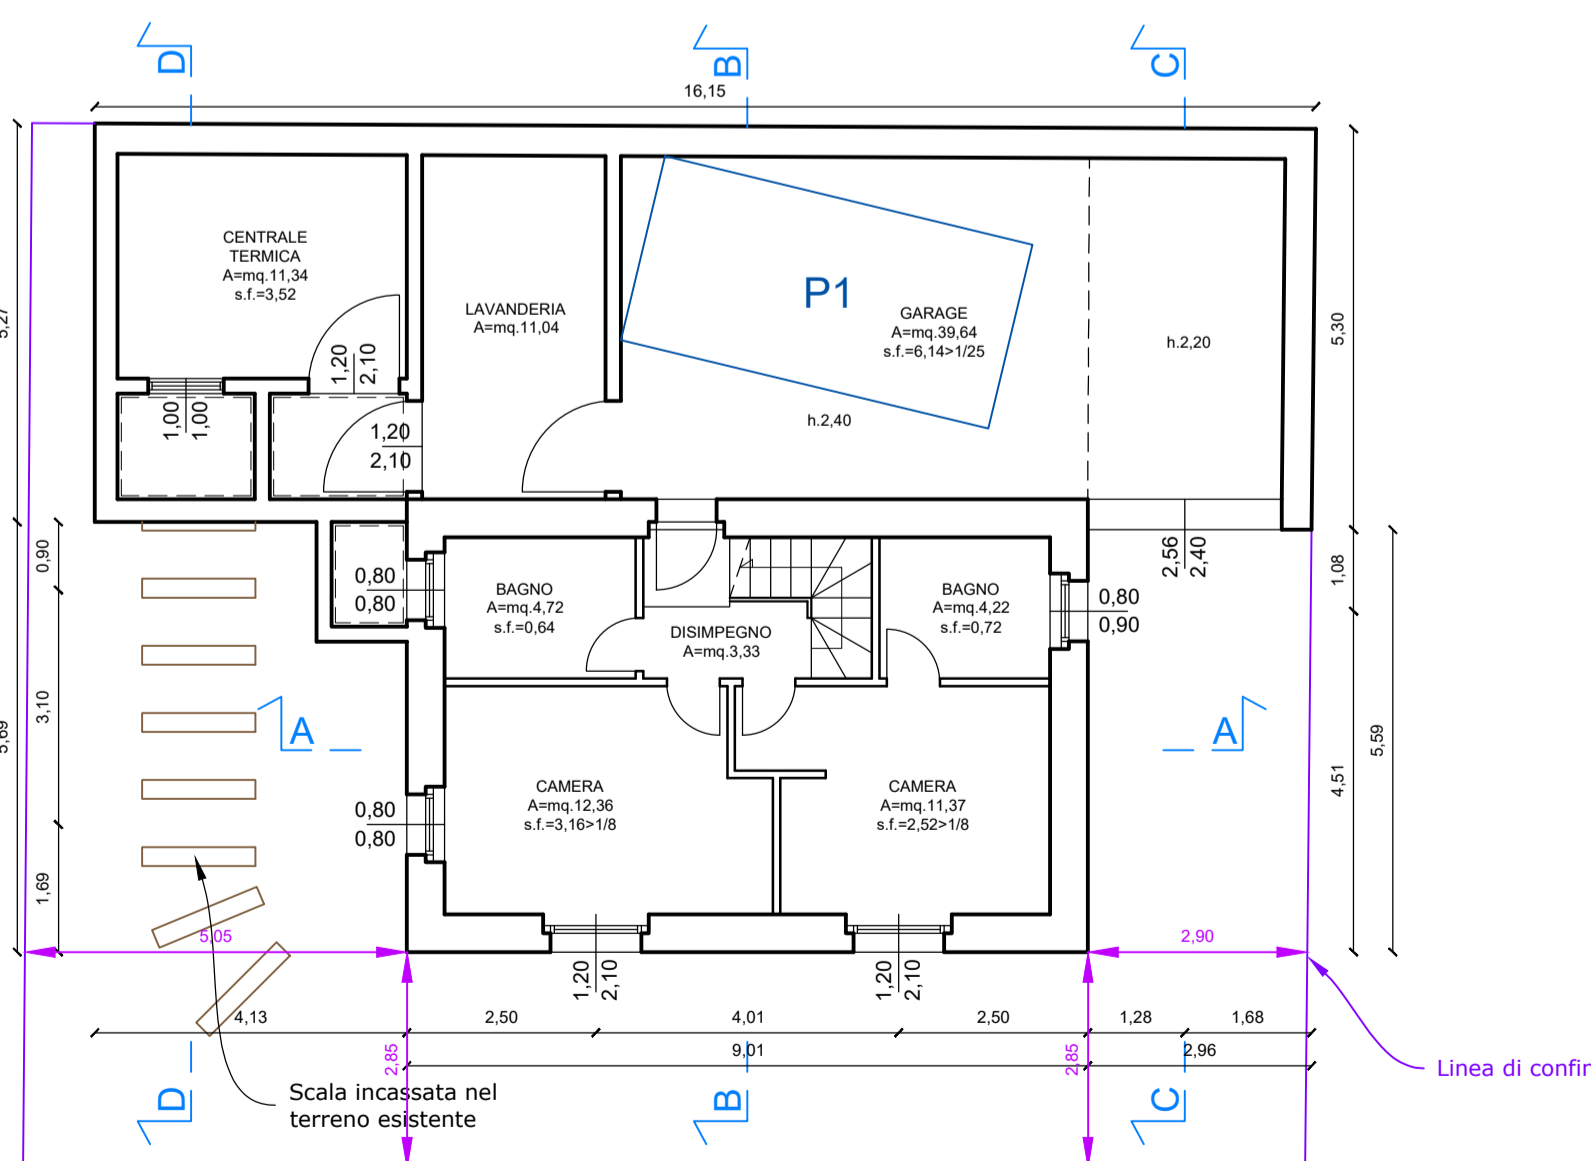 D
B
C
16,15
CENTRALE
TERMICA
A=mq.11,34
s.f.=3,52
LAVANDERIA
A=mq.11,04
P1
GARAGE
A=mq.39,64
s.f.=6,14>1/25
h.2,20
h.2,40
5,27
5,30
1,20
2,10
1,00
1,00
1,20
2,10
2,56
2,40
0,90
3,10
1,69
5,69
0,80
0,80
BAGNO
A=mq.4,72
s.f.=0,64
DISIMPEGNO
A=mq.3,33
BAGNO
A=mq.4,22
s.f.=0,72
0,80
0,90
1,08
4,51
5,59
A
A
0,80
0,80
CAMERA
A=mq.12,36
s.f.=3,16>1/8
CAMERA
A=mq.11,37
s.f.=2,52>1/8
5,05
2,90
1,20
2,10
1,20
2,10
4,13
2,50
4,01
2,50
1,28
1,68
2,85
9,01
2,85
2,96
Linea di confin
Scala incassata nel
terreno esistente
D
B
C